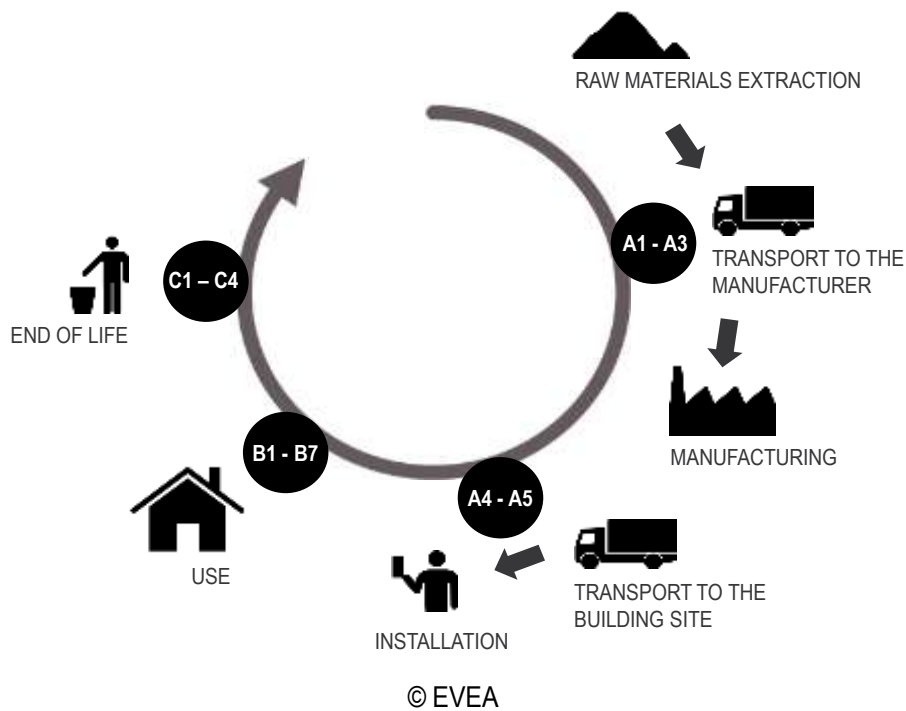 RAW MATERIALS EXTRACTION
A1 - A3
TRANSPORT TO THE
MANUFACTURER
MANUFACTURING
A4 - A5
TRANSPORT TO THE
BUILDING SITE
INSTALLATION
B1 - B7
USE
C1 – C4
END OF LIFE
© EVEA